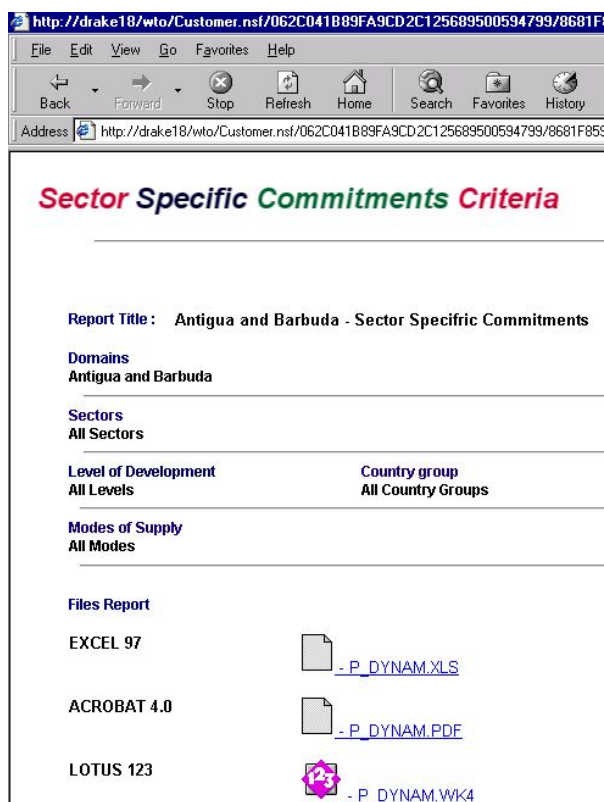 http://drake18/wto/Customer.nsf/062C041B89FA9CD2C125689500594799/8681F8
File Edit View Go Favorites Help
Back Forward Stop Refresh Home Search Favorites History
Address http://drake18/wto/Customer.nsf/062C041B89FA9CD2C125689500594799/8681F859
Sector Specific Commitments Criteria
Report Title : Antigua and Barbuda - Sector Specifric Commitments
Domains
Antigua and Barbuda
Sectors
All Sectors
Level of Development Country group
All Levels All Country Groups
Modes of Supply
All Modes
Files Report
EXCEL 97 - P_DYNAM.XLS
ACROBAT 4.0 - P_DYNAM.PDF
LOTUS 123 123 - P_DYNAM.WK4